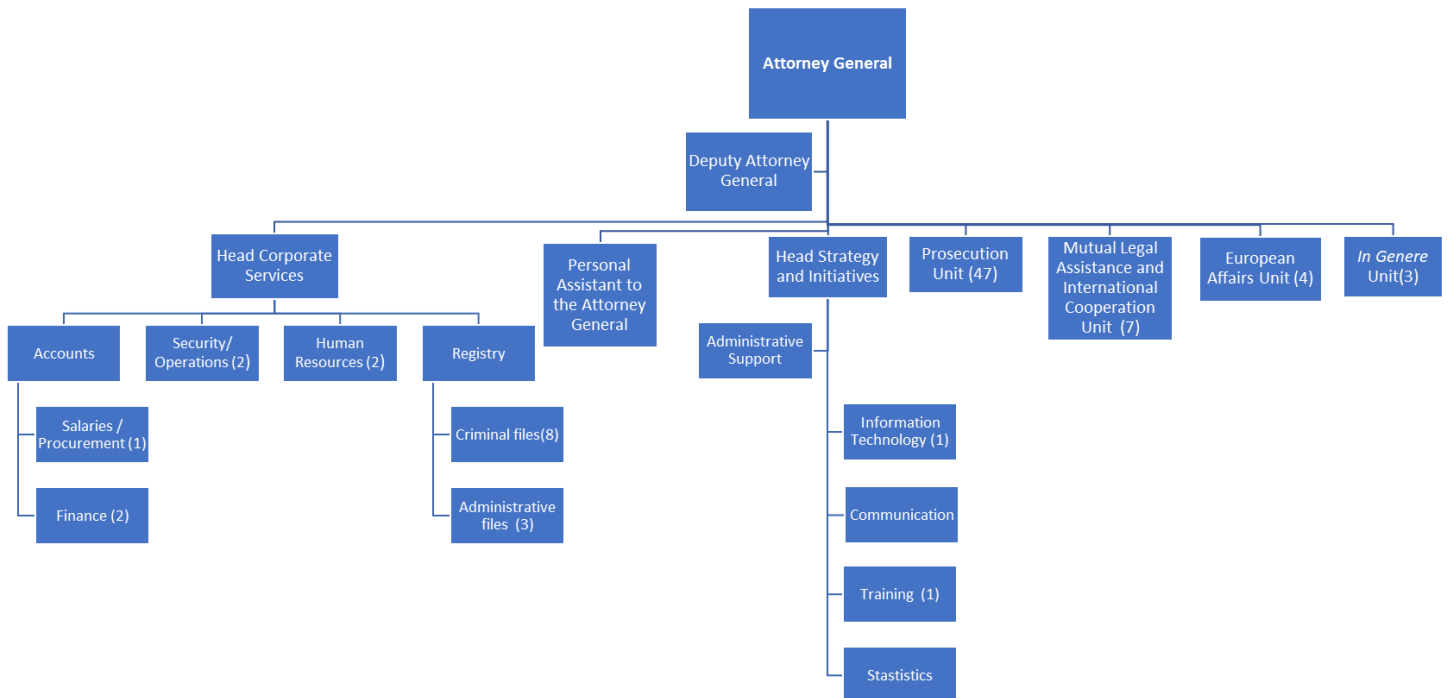 Attorney General
Deputy Attorney
General
Head Corporate
Services
Personal
Assistant to
the Attorney
General
Head Strategy
and Initiatives
Prosecution
Unit (47)
Mutual Legal
Assistance and
International
Cooperation
Unit (7)
European
Affairs Unit (4)
In Genere
Unit(3)
Accounts
Security/
Operations (2)
Human
Resources (2)
Registry
Administrative
Support
Salaries /
Procurement (1)
Finance (2)
Criminal files(8)
Administrative
files (3)
Information
Technology (1)
Communication
Training (1)
Stastistics